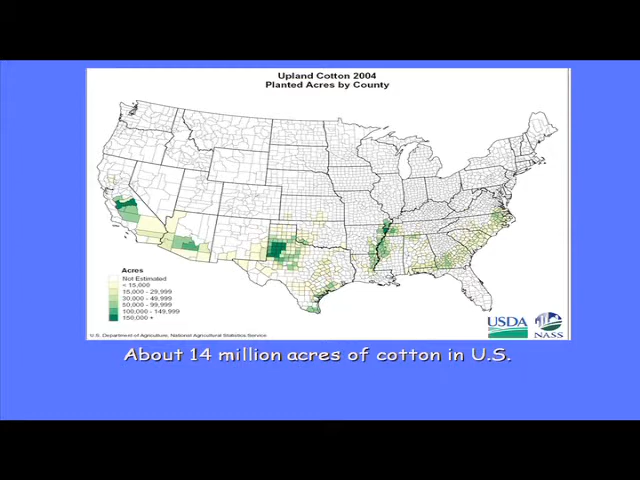 Upland Cotton 2004
Planted Acres by County
Acres
Not Estimated
< 15,000
15,000 - 29,999
30,000 - 49,999
50,000 - 99,999
100,000 - 149,999
150,000 +
U.S. Department of Agriculture, National Agricultural Statistics Service
USDA
NASS
About 14 million acres of cotton in U.S.